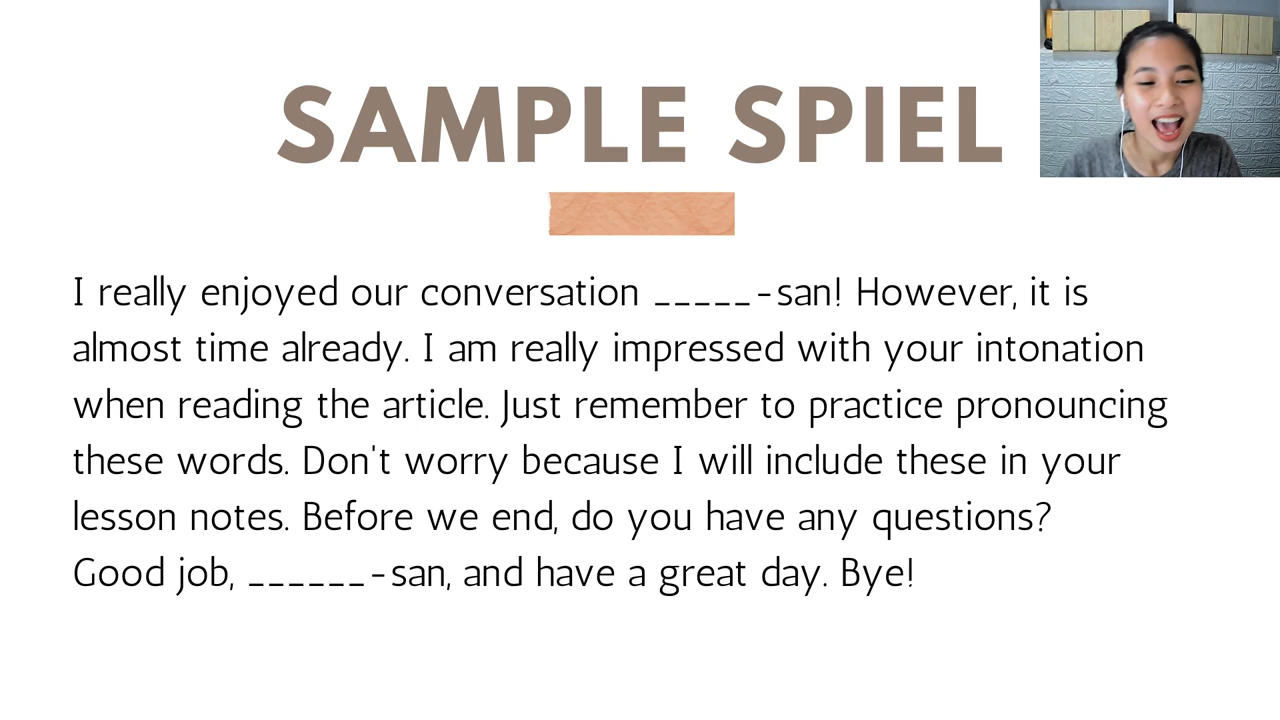 SAMPLE SPIEL
I really enjoyed our conversation _____-san! However, it is
almost time already. I am really impressed with your intonation
when reading the article. Just remember to practice pronouncing
these words. Don't worry because I will include these in your
lesson notes. Before we end, do you have any questions?
Good job, ______-san, and have a great day. Bye!